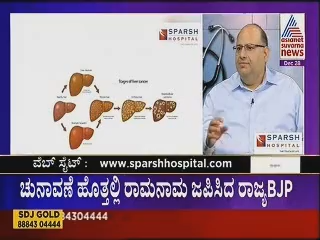 SPARSH
HOSPITAL
asianet
suvarna
news
Dec 28
Stages of liver cancer
SPARSH
HOSPITAL
ವೆಬ್ ಸೈಟ್ : www.sparshhospital.com
ಚುನಾವಣೆ ಹೊತ್ತಲ್ಲಿ ರಾಮನಾಮ ಜಪಿಸಿದ ರಾಜ್ಯBJP
SDJ GOLD
88843 04444
34304444